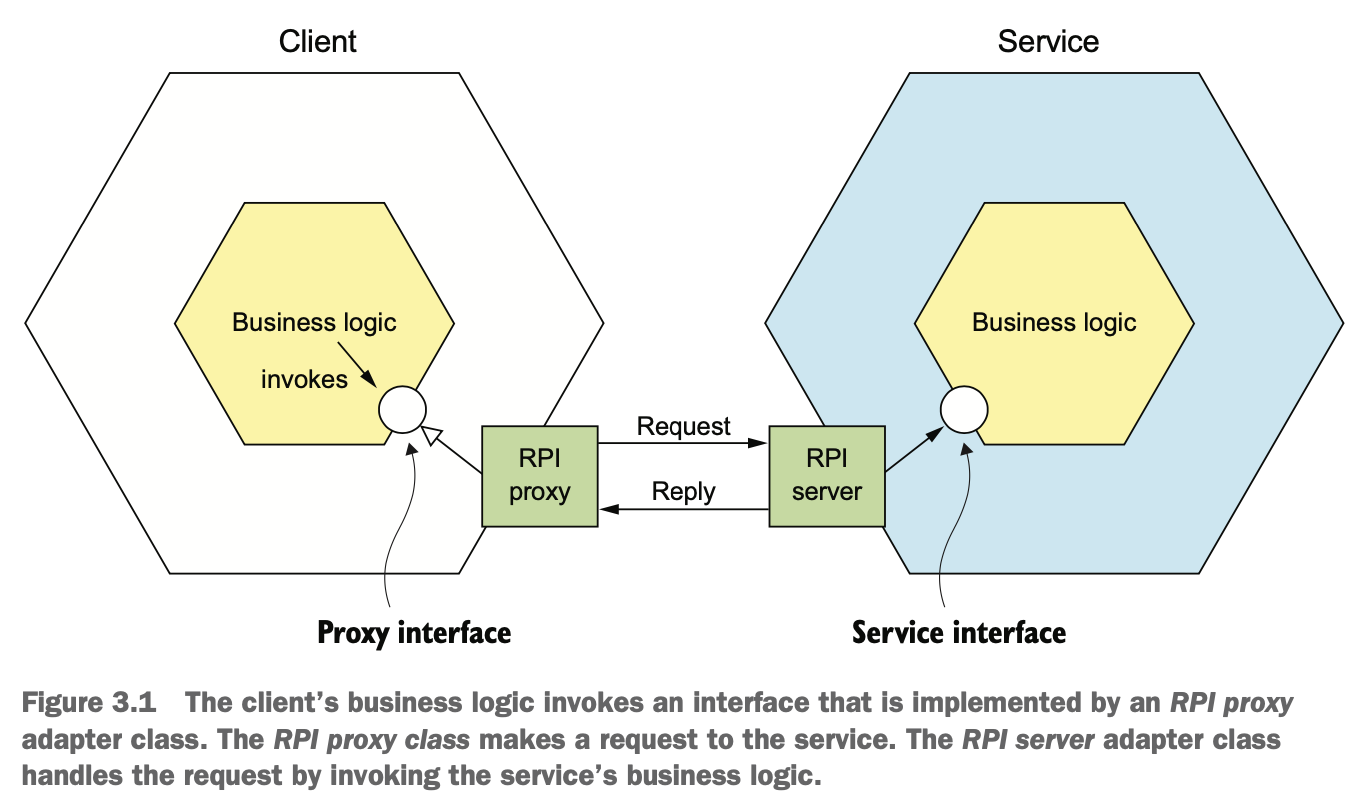 Client
Service
Business logic
invokes
Business logic
Request
RPI
proxy
Reply
RPI
server
Proxy interface
Service interface
Figure 3.1 The client’s business logic invokes an interface that is implemented by an RPI proxy
adapter class. The RPI proxy class makes a request to the service. The RPI server adapter class
handles the request by invoking the service’s business logic.